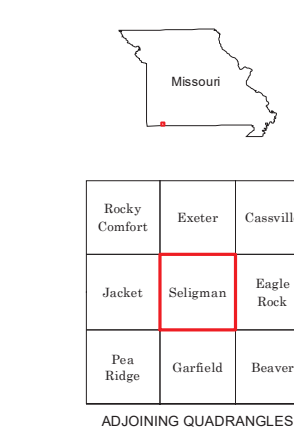 Missouri
Rocky
Comfort
Exeter
Cassvill
Jacket
Seligman
Eagle
Rock
Pea
Ridge
Garfield
Beaver
ADJOINING QUADRANGLES